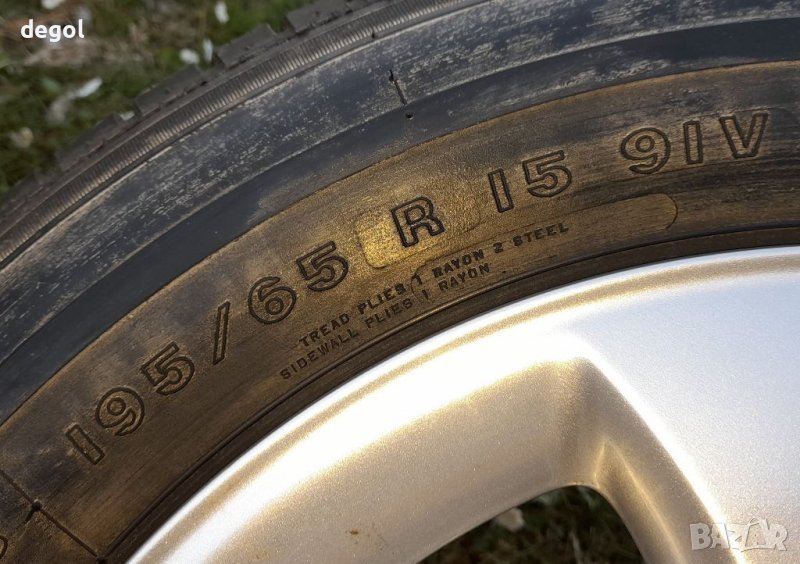 degol
195/65 R 15 91V
TREAD PLIES 1 RAYON 2 STEEL
SIDEWALL PLIES 1 RAYON
BAZAR